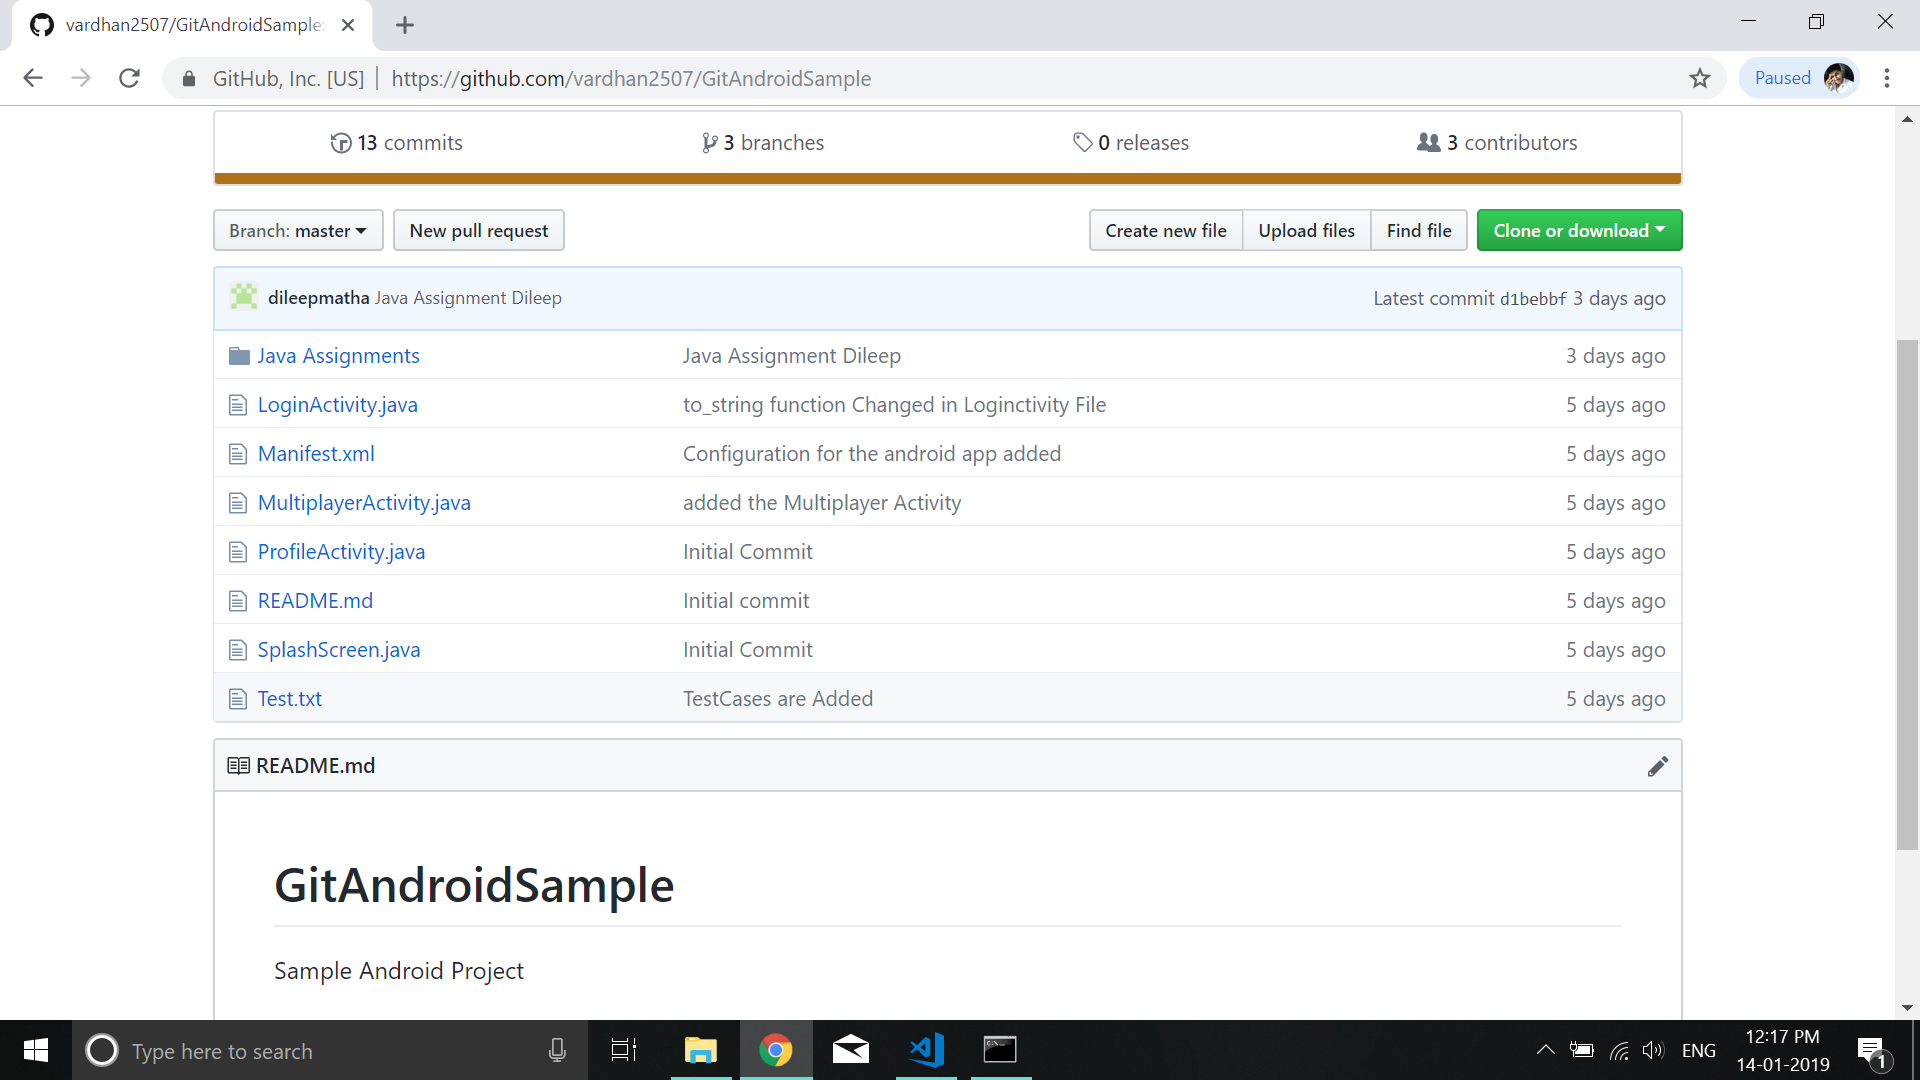 vardhan2507/GitAndroidSample:
GitHub, Inc. [US] | https://github.com/vardhan2507/GitAndroidSample
Paused
13 commits
3 branches
0 releases
3 contributors
Branch: master
New pull request
Create new file
Upload files
Find file
Clone or download
dileepmatha Java Assignment Dileep
Latest commit d1bebbf 3 days ago
Java Assignments
Java Assignment Dileep
3 days ago
LoginActivity.java
to_string function Changed in Loginctivity File
5 days ago
Manifest.xml
Configuration for the android app added
5 days ago
MultiplayerActivity.java
added the Multiplayer Activity
5 days ago
ProfileActivity.java
Initial Commit
5 days ago
README.md
Initial commit
5 days ago
SplashScreen.java
Initial Commit
5 days ago
Test.txt
TestCases are Added
5 days ago
README.md
GitAndroidSample
Sample Android Project
Type here to search
ENG
12:17 PM
14-01-2019
1